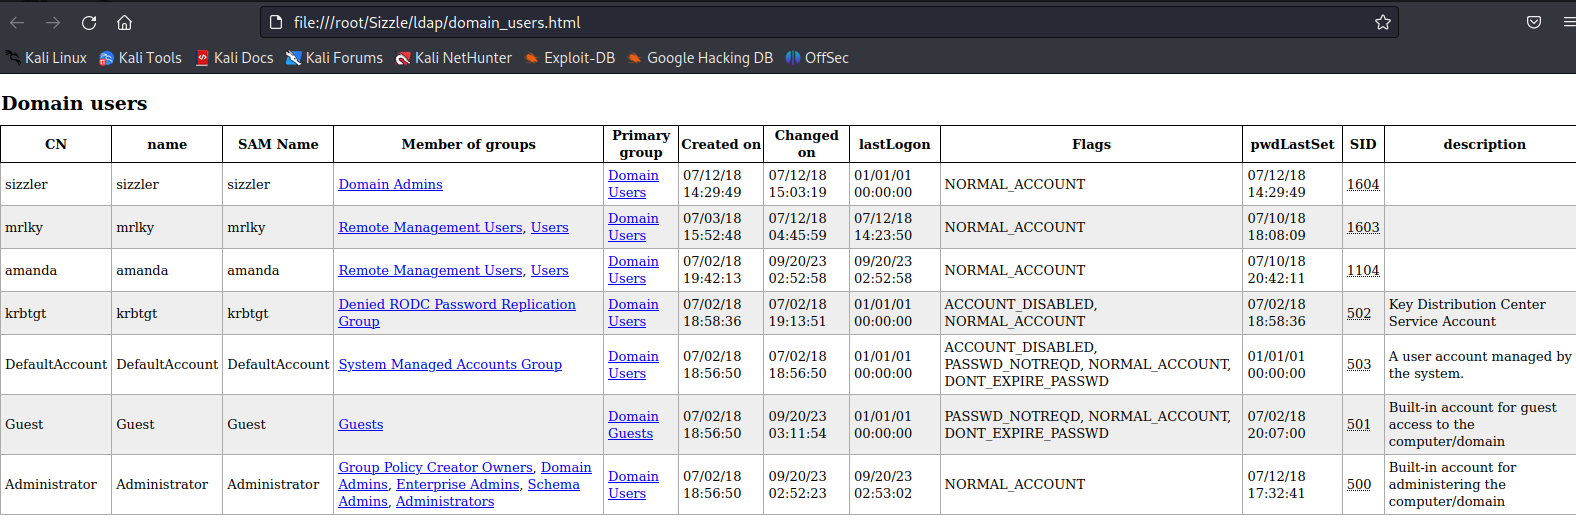 file:///root/Sizzle/ldap/domain_users.html
Kali Linux Kali Tools Kali Docs Kali Forums Kali NetHunter Exploit-DB Google Hacking DB OffSec
Domain users
CN name SAM Name Member of groups Primary group Created on Changed on lastLogon Flags pwdLastSet SID description
sizzler sizzler sizzler Domain Admins Domain Users 07/12/18 14:29:49 07/12/18 15:03:19 01/01/01 00:00:00 NORMAL_ACCOUNT 07/12/18 14:29:49 1604
mrlky mrlky mrlky Remote Management Users, Users Domain Users 07/03/18 15:52:48 07/12/18 04:45:59 07/12/18 14:23:50 NORMAL_ACCOUNT 07/10/18 18:08:09 1603
amanda amanda amanda Remote Management Users, Users Domain Users 07/02/18 19:42:13 09/20/23 02:52:58 09/20/23 02:52:58 NORMAL_ACCOUNT 07/10/18 20:42:11 1104
krbtgt krbtgt krbtgt Denied RODC Password Replication Group Domain Users 07/02/18 18:58:36 07/02/18 19:13:51 01/01/01 00:00:00 ACCOUNT_DISABLED, NORMAL_ACCOUNT 07/02/18 18:58:36 502 Key Distribution Center Service Account
DefaultAccount DefaultAccount DefaultAccount System Managed Accounts Group Domain Users 07/02/18 18:56:50 07/02/18 18:56:50 01/01/01 00:00:00 ACCOUNT_DISABLED, PASSWD_NOTREQD, NORMAL_ACCOUNT, DONT_EXPIRE_PASSWD 01/01/01 00:00:00 503 A user account managed by the system.
Guest Guest Guest Guests Domain Guests 07/02/18 18:56:50 09/20/23 03:11:54 01/01/01 00:00:00 PASSWD_NOTREQD, NORMAL_ACCOUNT, DONT_EXPIRE_PASSWD 07/02/18 20:07:00 501 Built-in account for guest access to the computer/domain
Administrator Administrator Administrator Group Policy Creator Owners, Domain Admins, Enterprise Admins, Schema Admins, Administrators Domain Users 07/02/18 18:56:50 09/20/23 02:52:23 09/20/23 02:53:02 NORMAL_ACCOUNT 07/12/18 17:32:41 500 Built-in account for administering the computer/domain